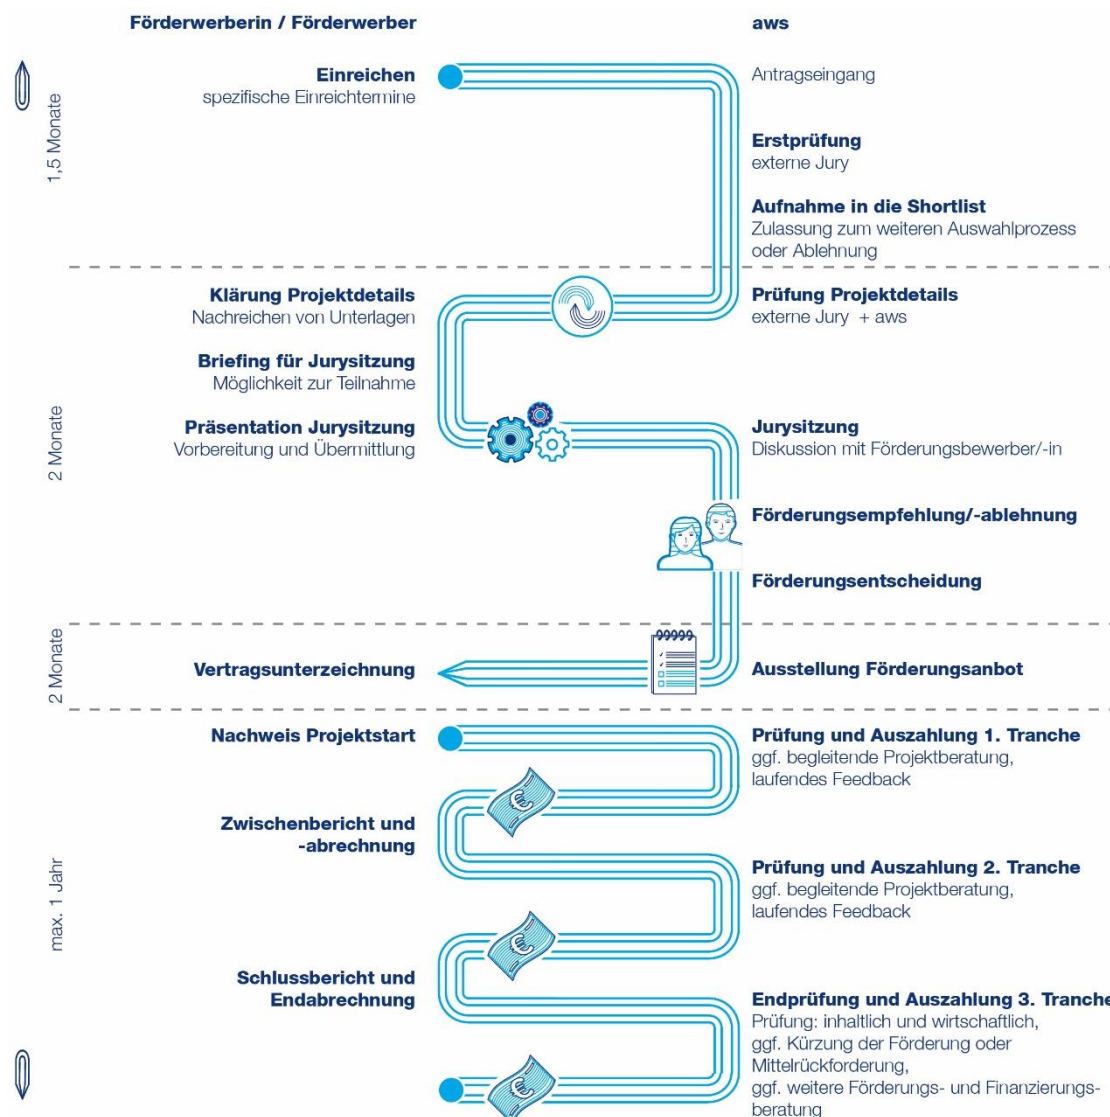 Förderwerberin / Förderwerber
aws
1,5 Monate
Einreichen
spezifische Einreichtermine
Antragseingang
Erstprüfung
externe Jury
Aufnahme in die Shortlist
Zulassung zum weiteren Auswahlprozess
oder Ablehnung
2 Monate
Klärung Projektdetails
Nachreichen von Unterlagen
Prüfung Projektdetails
externe Jury + aws
Briefing für Jurysitzung
Möglichkeit zur Teilnahme
Präsentation Jurysitzung
Vorbereitung und Übermittlung
Jurysitzung
Diskussion mit Förderungsbewerber/-in
Förderungsempfehlung/-ablehnung
Förderungsentscheidung
2 Monate
Vertragsunterzeichnung
Ausstellung Förderungsanbot
max. 1 Jahr
Nachweis Projektstart
Prüfung und Auszahlung 1. Tranche
ggf. begleitende Projektberatung,
laufendes Feedback
€
Zwischenbericht und
-abrechnung
Prüfung und Auszahlung 2. Tranche
ggf. begleitende Projektberatung,
laufendes Feedback
€
Schlussbericht und
Endabrechnung
Endprüfung und Auszahlung 3. Tranche
Prüfung: inhaltlich und wirtschaftlich,
ggf. Kürzung der Förderung oder
Mittelrückforderung,
ggf. weitere Förderungs- und Finanzierungs-
beratung
€